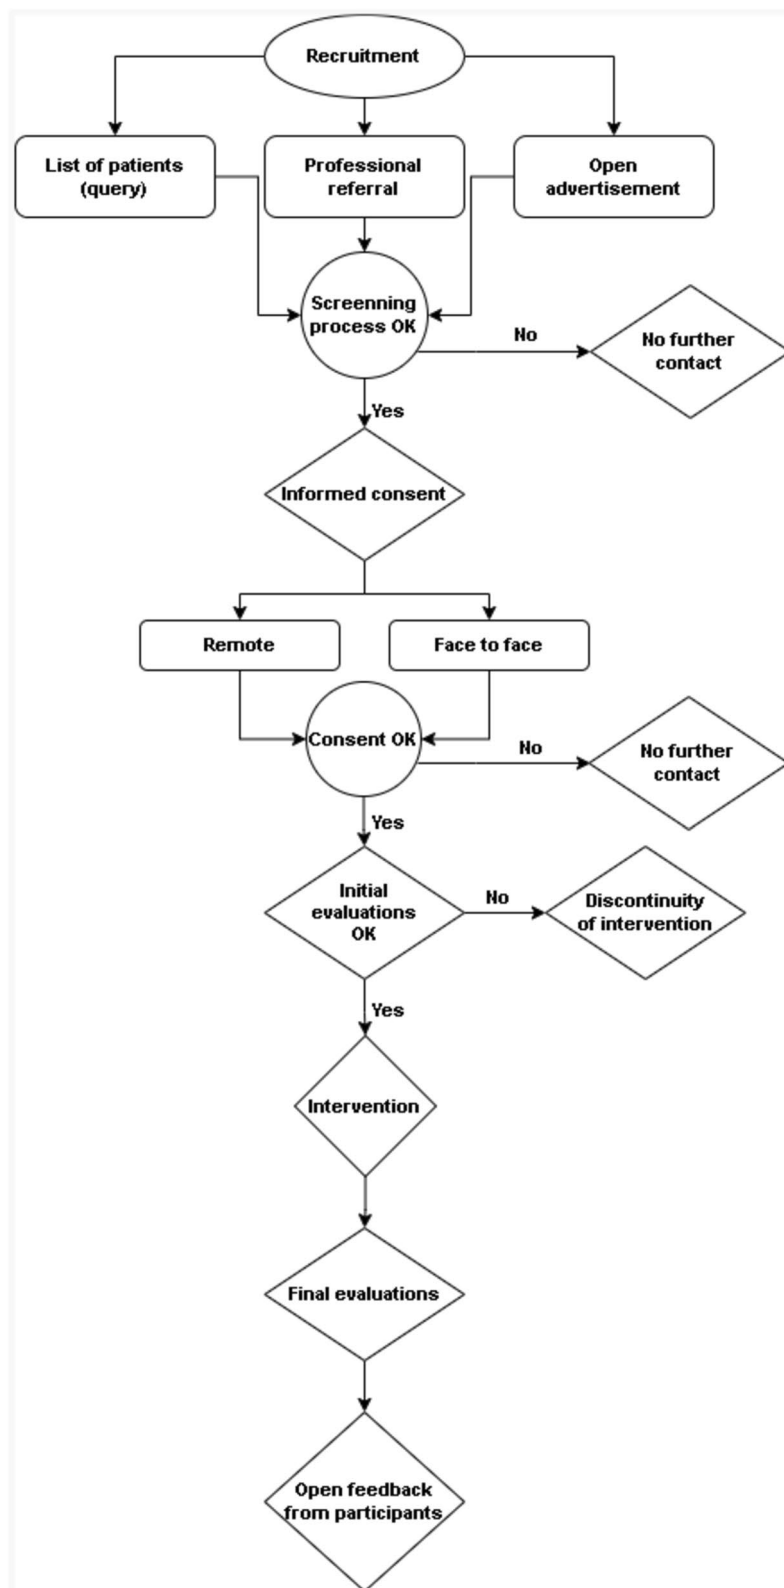 Recruitment
List of patients
(query)
Professional
referral
Open
advertisement
Screenning
process OK
No
No further
contact
Yes
Informed consent
Remote
Face to face
Consent OK
No
No further
contact
Yes
Initial
evaluations
OK
No
Discontinuity
of intervention
Yes
Intervention
Final evaluations
Open feedback
from participants